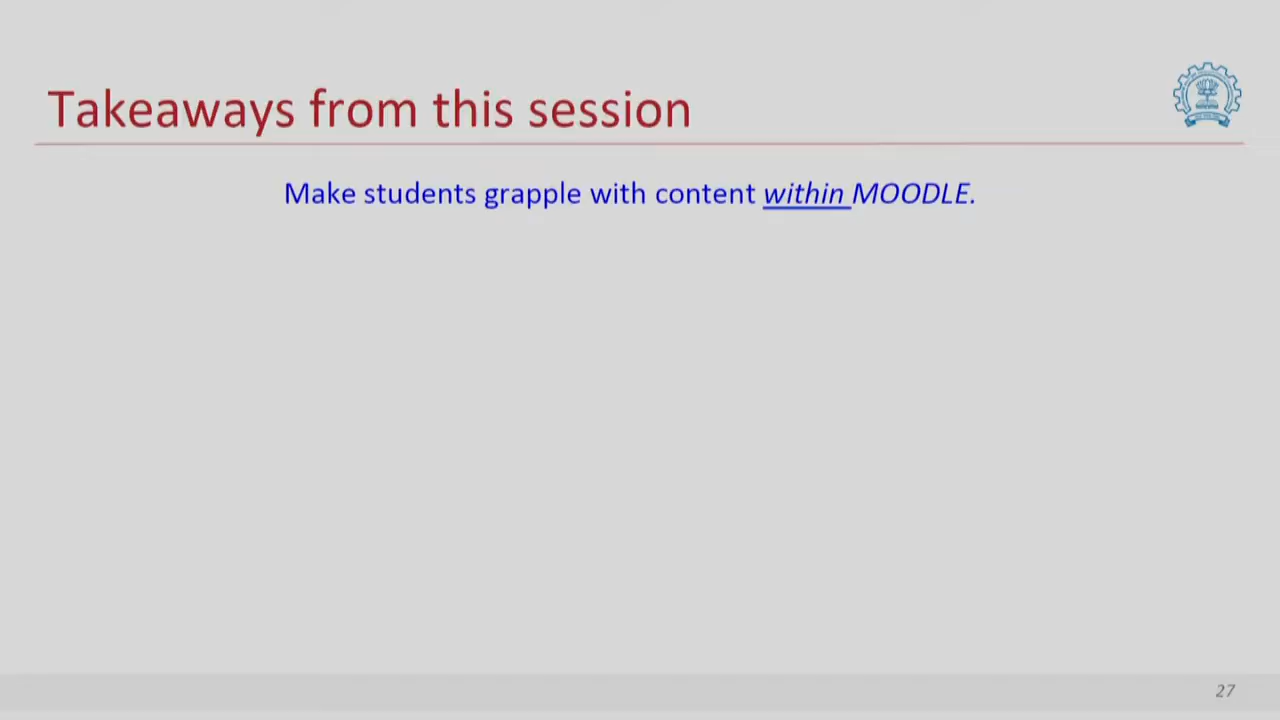 Takeaways from this session
Make students grapple with content within MOODLE.
27